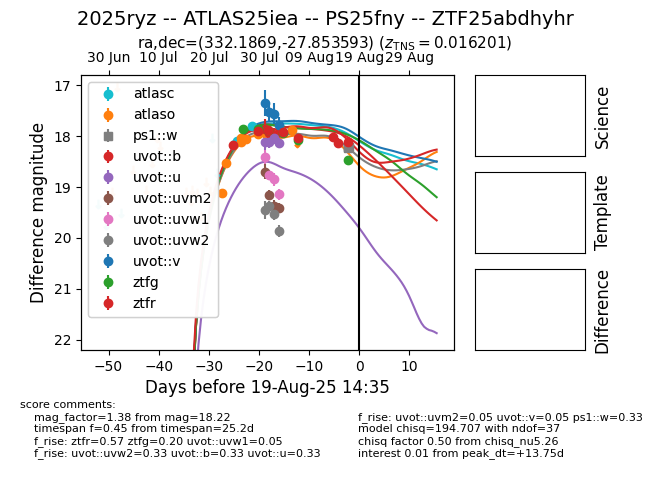 2025ryz -- ATLAS25iea -- PS25fny -- ZTF25abdhyhr
ra,dec=(332.1869,-27.853593) (z_TNS = 0.016201)
30 Jun 10 Jul 20 Jul 30 Jul 09 Aug 19 Aug 29 Aug
17
18
19
20
21
22
Difference magnitude
atlasc
atlaso
ps1::w
uvot::b
uvot::u
uvot::uvm2
uvot::uvw1
uvot::uvw2
uvot::v
ztfg
ztfr
−50 −40 −30 −20 −10 0 10
Days before 19-Aug-25 14:35
Science
Template
Difference
score comments:
mag_factor=1.38 from mag=18.22
timespan f=0.45 from timespan=25.2d
f_rise: ztfr=0.57 ztfg=0.20 uvot::uvw1=0.05
f_rise: uvot::uvw2=0.33 uvot::b=0.33 uvot::u=0.33
f_rise: uvot::uvm2=0.05 uvot::v=0.05 ps1::w=0.33
model chisq=194.707 with ndof=37
chisq factor 0.50 from chisq_nu5.26
interest 0.01 from peak_dt=+13.75d